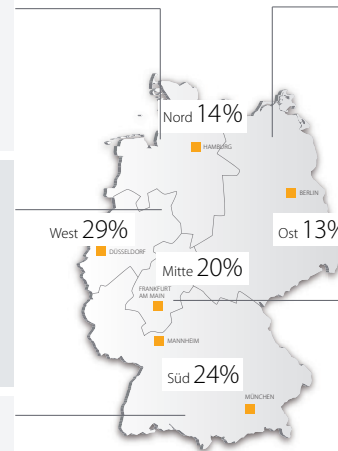 Nord 14%
HAMBURG
BERLIN
West 29%
Ost 13%
DÜSSELDORF
Mitte 20%
FRANKFURT
AM MAIN
MANNHEIM
Süd 24%
MÜNCHEN